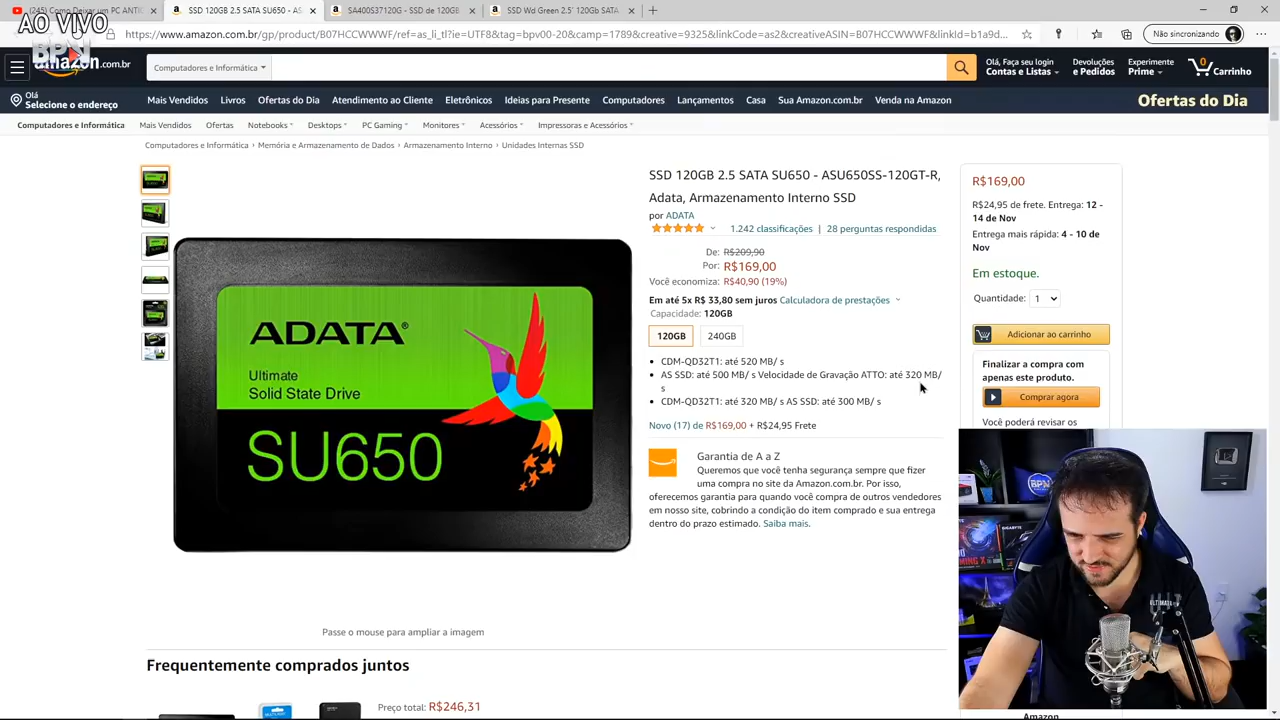 (245) Como Deixar um PC ANTI
SSD 120GB 2.5 SATA SU650 - AS
SA400S37120G - SSD de 120G
SSD Wd Green 2.5' 120Gb SATA
AO VIVO
BPN
https://www.amazon.com.br/gp/product/B07HCCWWWF/ref=as_li_tl?ie=UTF8&tag=bpv00-20&camp=1789&creative=9325&linkCode=as2&creativeASIN=B07HCCWWWF&linkId=b1a9d...
Não sincronizando
amazon.com.br
Computadores e Informática
Olá, Faça seu login
Contas e Listas
Devoluções
e Pedidos
Experimente
Prime
0
Carrinho
Olá
Selecione o endereço
Mais Vendidos Livros Ofertas do Dia Atendimento ao Cliente Eletrônicos Ideias para Presente Computadores Lançamentos Casa Sua Amazon.com.br Venda na Amazon
Ofertas do Dia
Computadores e Informática Mais Vendidos Ofertas Notebooks Desktops PC Gaming Monitores Acessórios Impressoras e Acessórios
Computadores e Informática › Memória e Armazenamento de Dados › Armazenamento Interno › Unidades Internas SSD
SSD 120GB 2.5 SATA SU650 - ASU650SS-120GT-R,
Adata, Armazenamento Interno SSD
por ADATA
1.242 classificações | 28 perguntas respondidas
De: R$209,90
Por: R$169,00
Você economiza: R$40,90 (19%)
Em até 5x R$ 33,80 sem juros Calculadora de prestações
Capacidade: 120GB
120GB 240GB
• CDM-QD32T1: até 520 MB/ s
• AS SSD: até 500 MB/ s Velocidade de Gravação ATTO: até 320 MB/
s
• CDM-QD32T1: até 320 MB/ s AS SSD: até 300 MB/ s
Novo (17) de R$169,00 + R$24,95 Frete
Garantia de A a Z
Queremos que você tenha segurança sempre que fizer
uma compra no site da Amazon.com.br. Por isso,
oferecemos garantia para quando você compra de outros vendedores
em nosso site, cobrindo a condição do item comprado e sua entrega
dentro do prazo estimado. Saiba mais.
R$169,00
R$24,95 de frete. Entrega: 12 -
14 de Nov
Entrega mais rápida: 4 - 10 de
Nov
Em estoque.
Quantidade: 1
Adicionar ao carrinho
Finalizar a compra com
apenas este produto.
Comprar agora
Você poderá revisar os
ADATA®
Ultimate
Solid State Drive
SU650
Passe o mouse para ampliar a imagem
Frequentemente comprados juntos
Preço total: R$246,31
BPN
GIGABYTE
ULTIMATE
Amazon